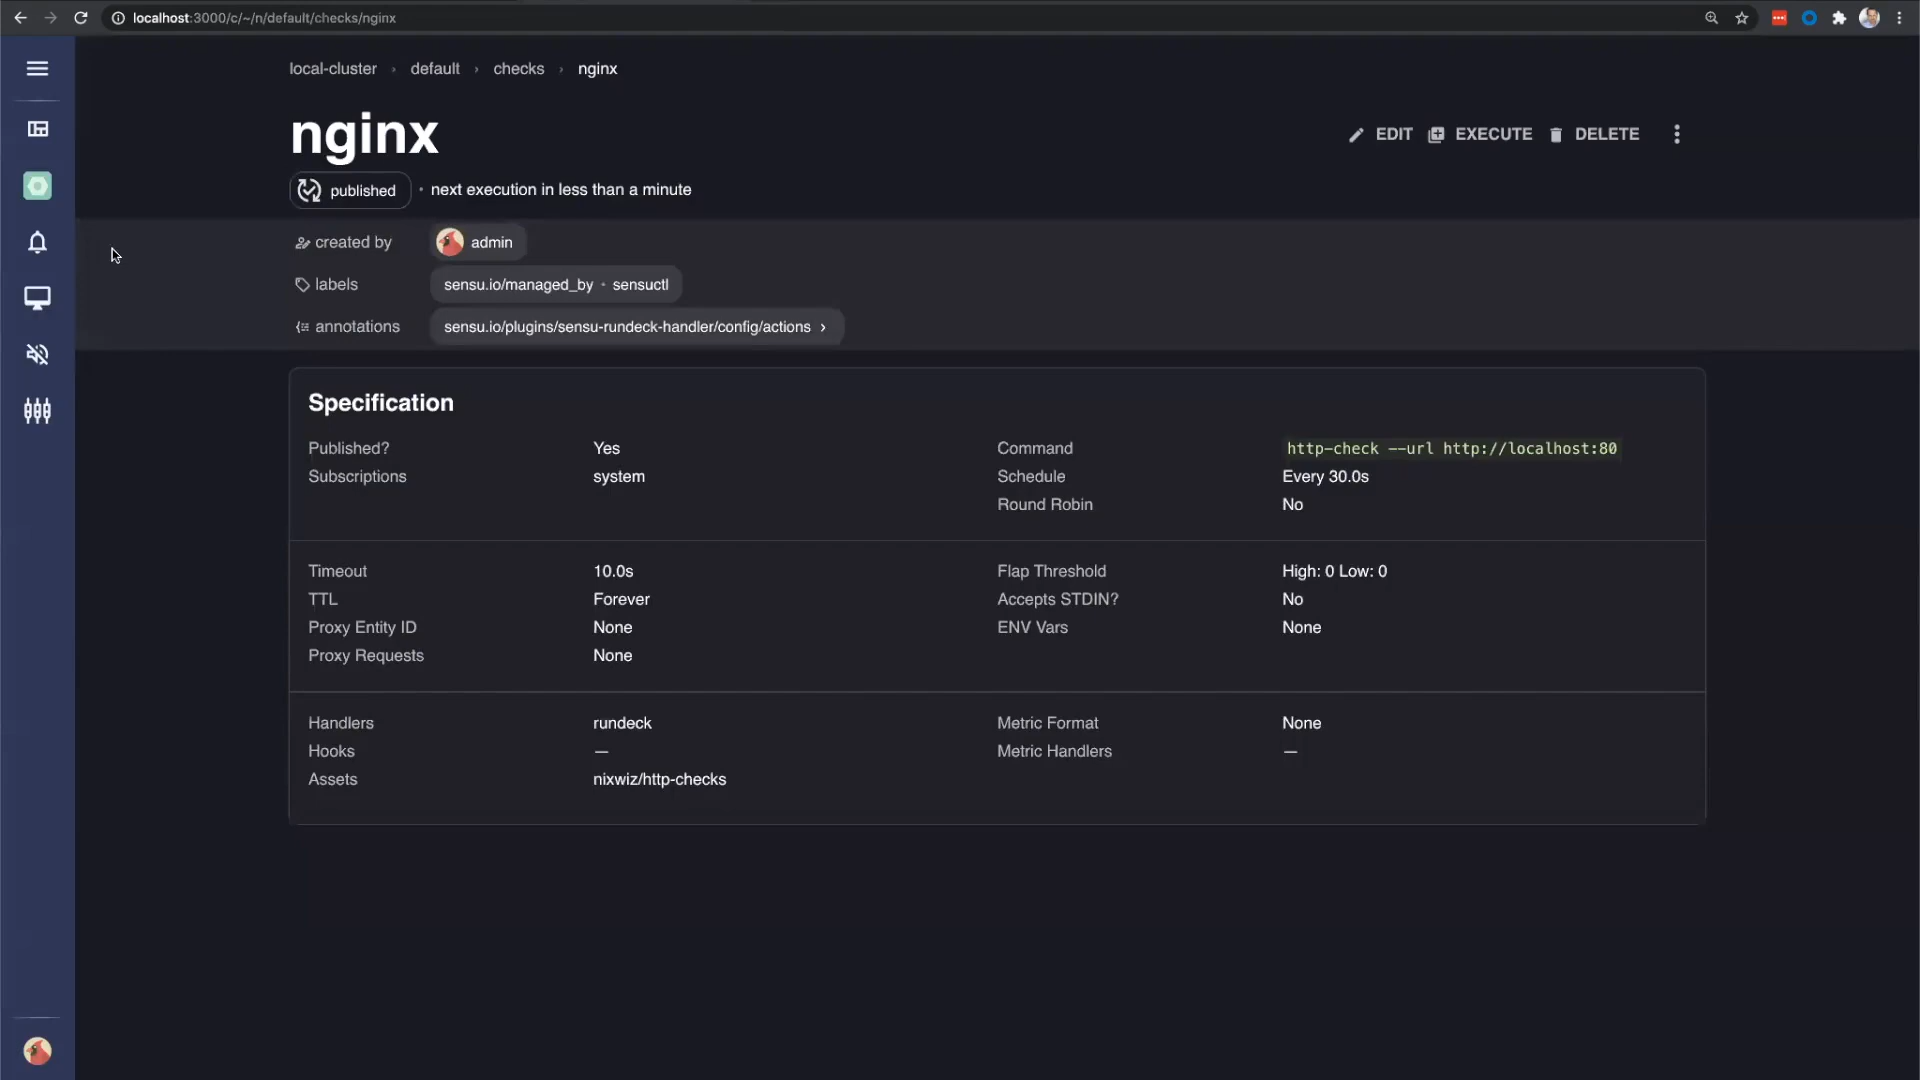 localhost:3000/c/~/n/default/checks/nginx
local-cluster › default › checks › nginx
nginx
EDIT EXECUTE DELETE
published • next execution in less than a minute
created by admin
labels sensu.io/managed_by • sensuctl
annotations sensu.io/plugins/sensu-rundeck-handler/config/actions ›
Specification
Published? Yes Command http-check --url http://localhost:80
Subscriptions system Schedule Every 30.0s
Round Robin No
Timeout 10.0s Flap Threshold High: 0 Low: 0
TTL Forever Accepts STDIN? No
Proxy Entity ID None ENV Vars None
Proxy Requests None
Handlers rundeck Metric Format None
Hooks — Metric Handlers —
Assets nixwiz/http-checks